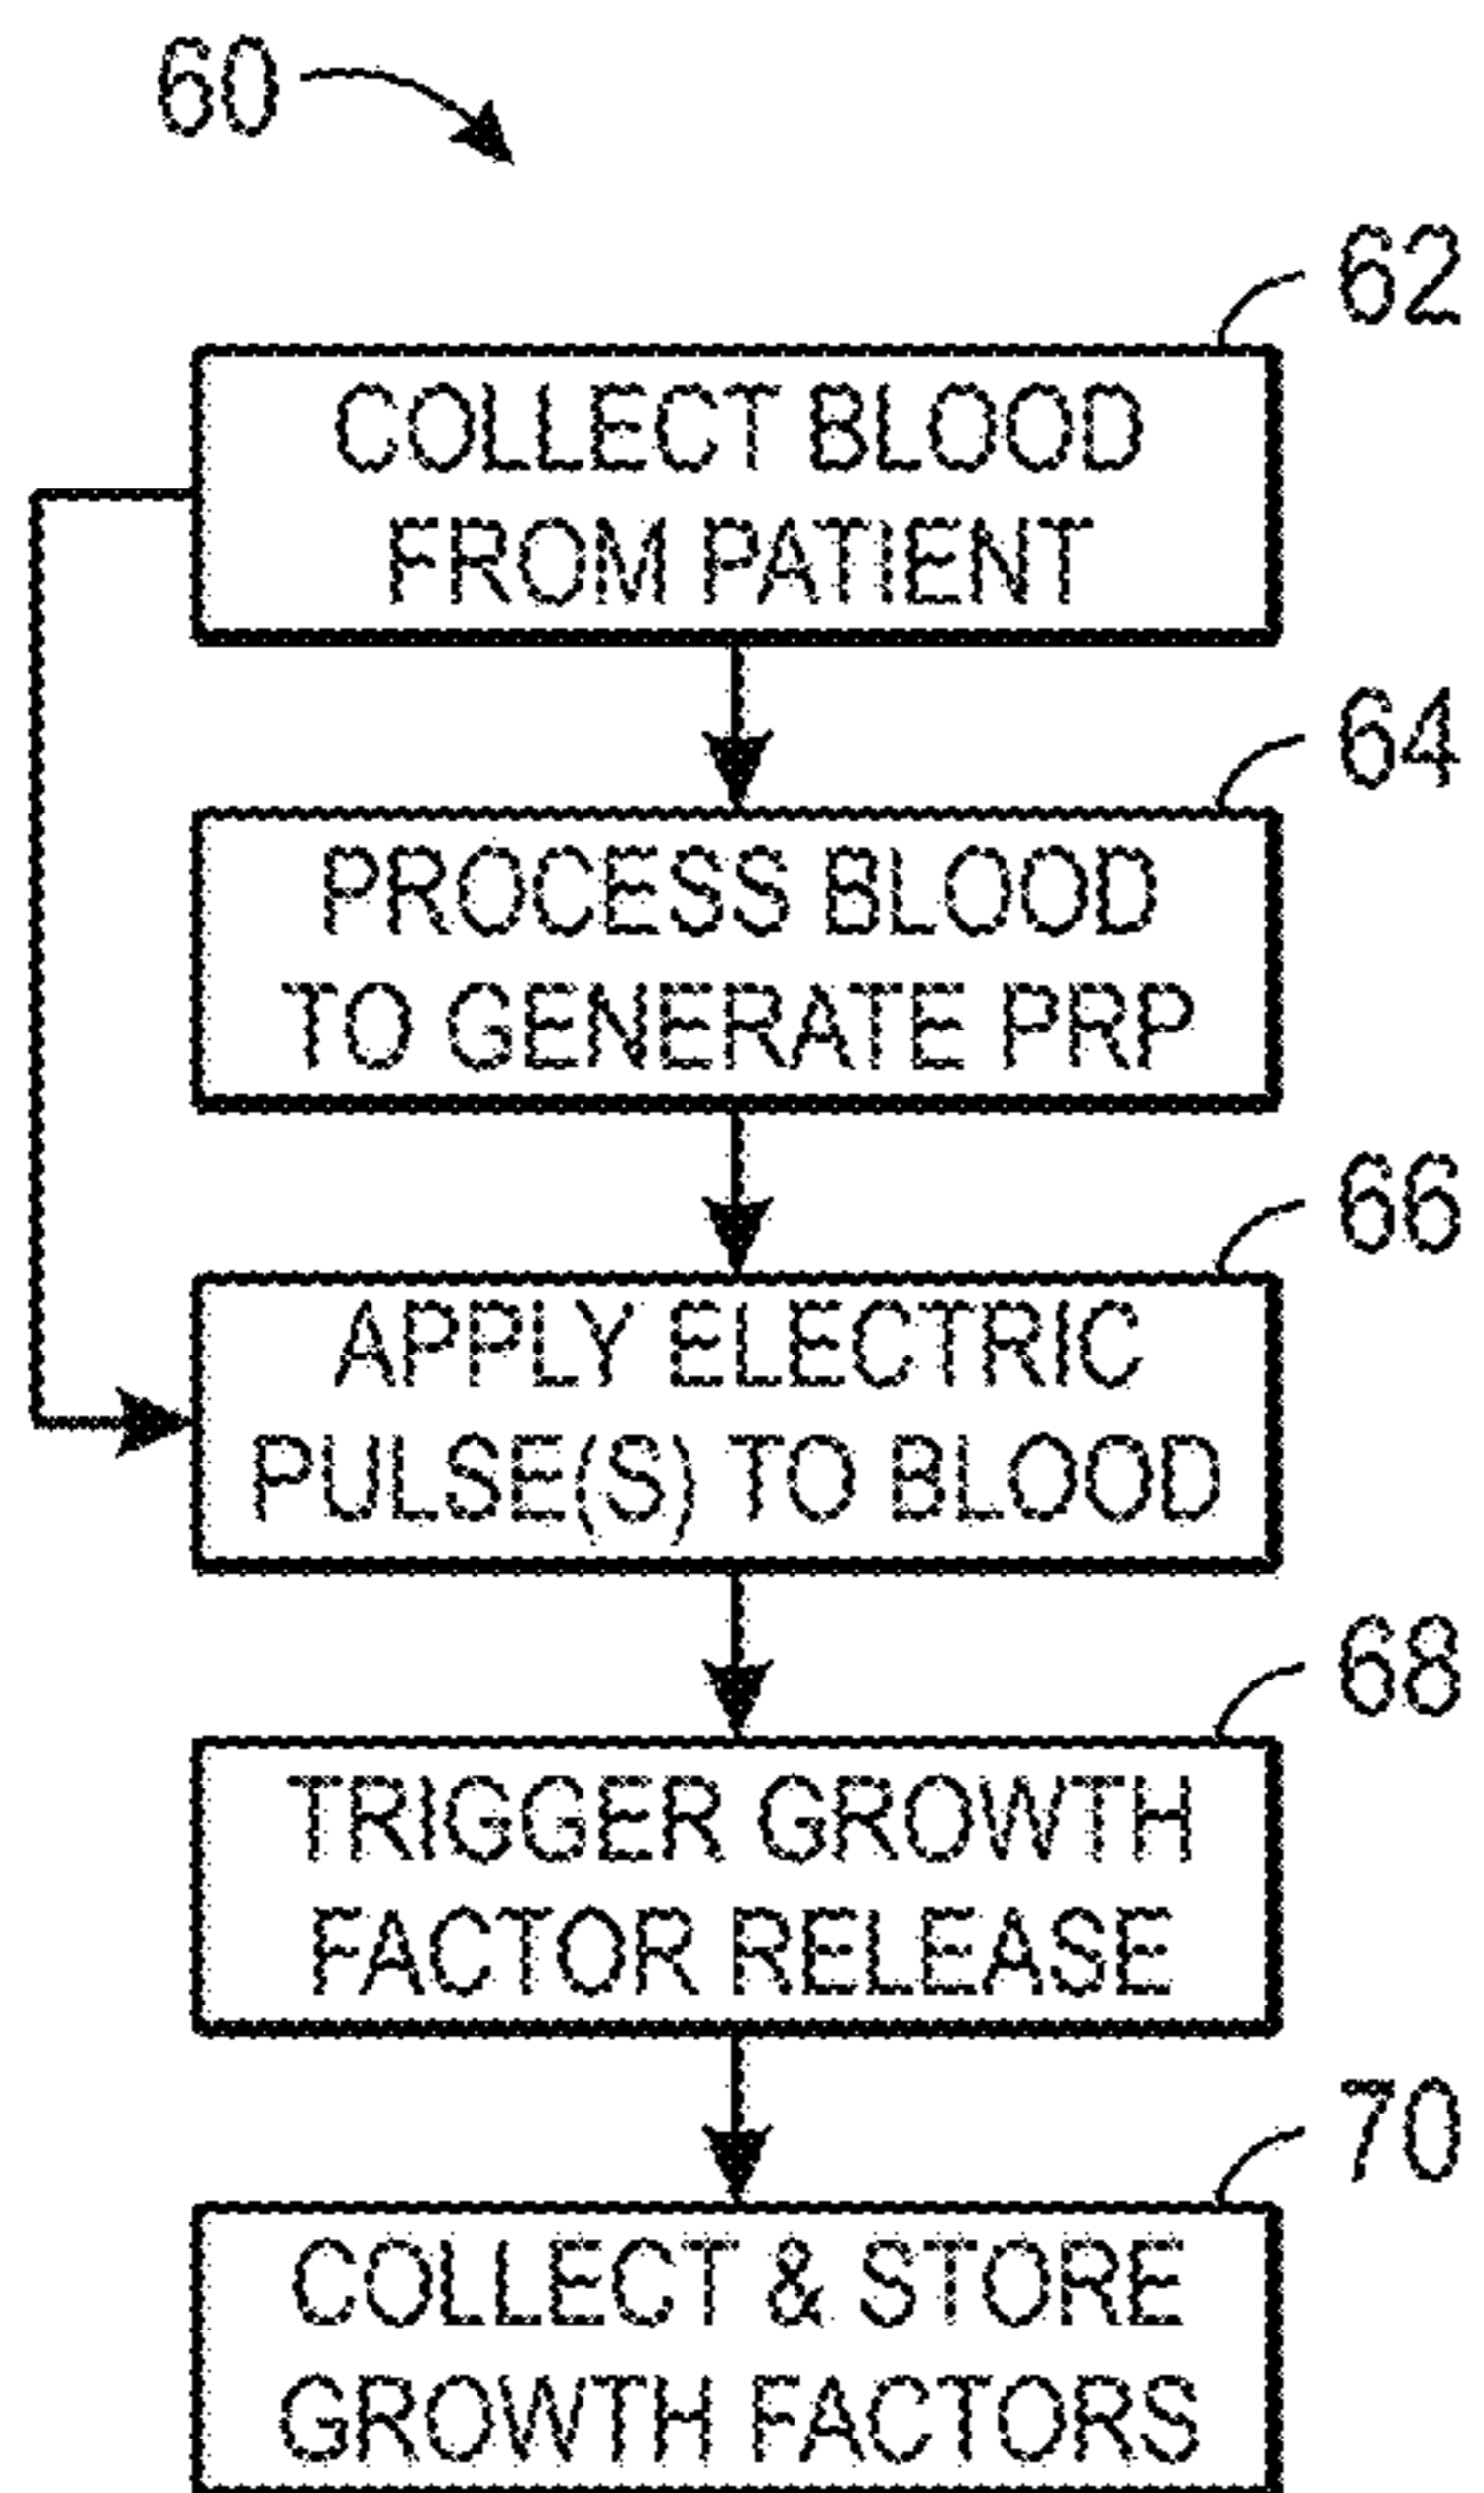 60
62
COLLECT BLOOD
FROM PATIENT
64
PROCESS BLOOD
TO GENERATE PRP
66
APPLY ELECTRIC
PULSE(S) TO BLOOD
68
TRIGGER GROWTH
FACTOR RELEASE
70
COLLECT & STORE
GROWTH FACTORS